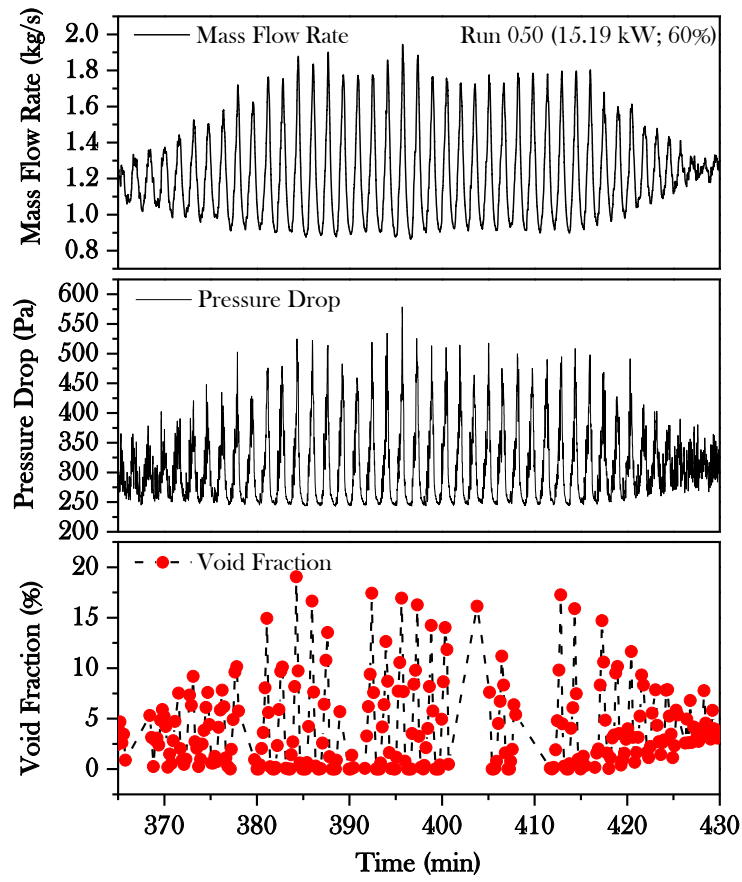 Mass Flow Rate Run 050 (15.19 kW; 60%)
Mass Flow Rate (kg/s)
2.0
1.8
1.6
1.4
1.2
1.0
0.8
Pressure Drop
Pressure Drop (Pa)
600
550
500
450
400
350
300
250
200
Void Fraction
Void Fraction (%)
20
15
10
5
0
370 380 390 400 410 420 430
Time (min)